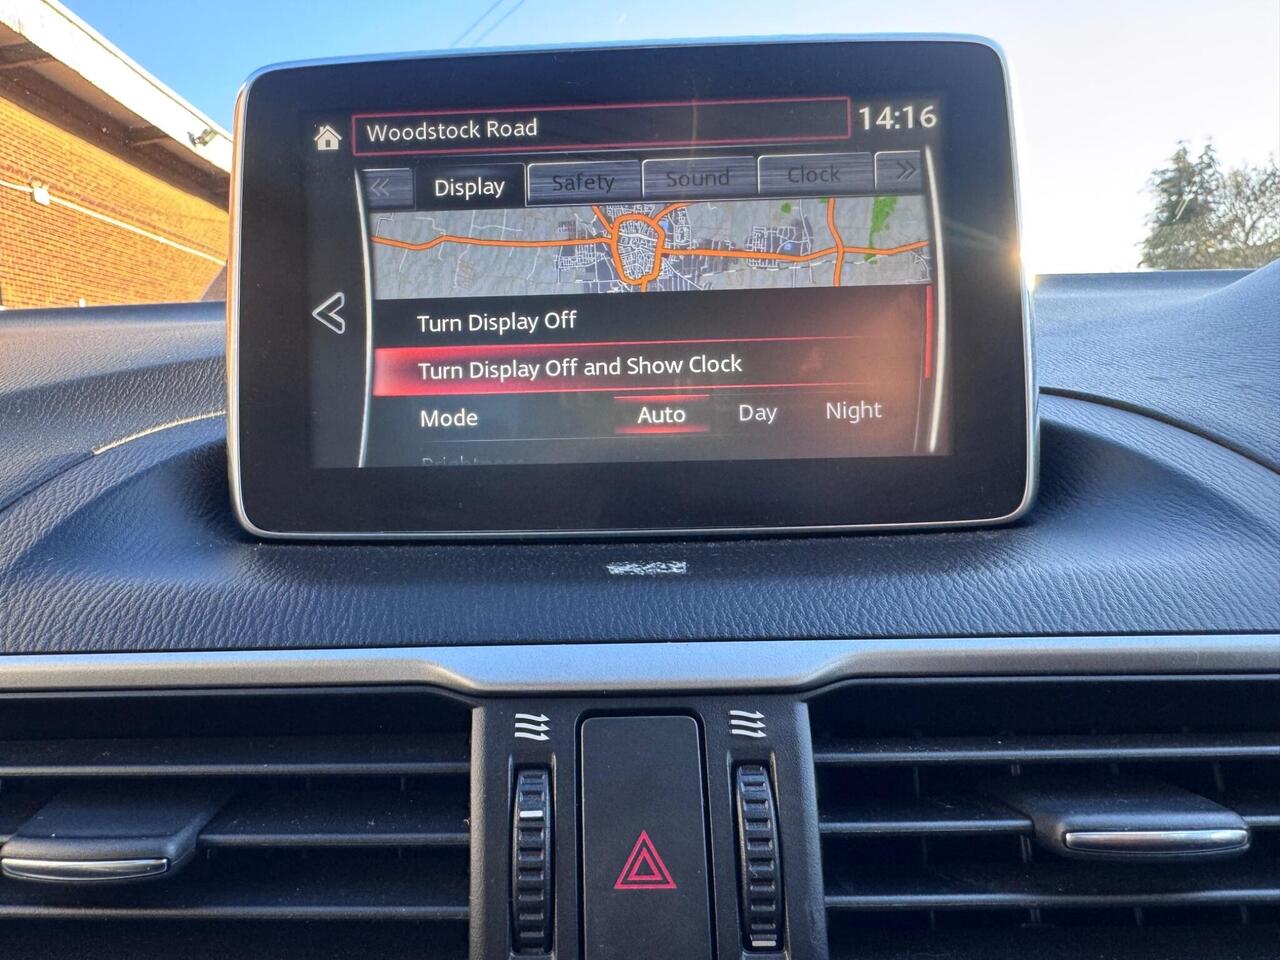 Woodstock Road
14:16
Display Safety Sound Clock
Turn Display Off
Turn Display Off and Show Clock
Mode Auto Day Night
Brightness